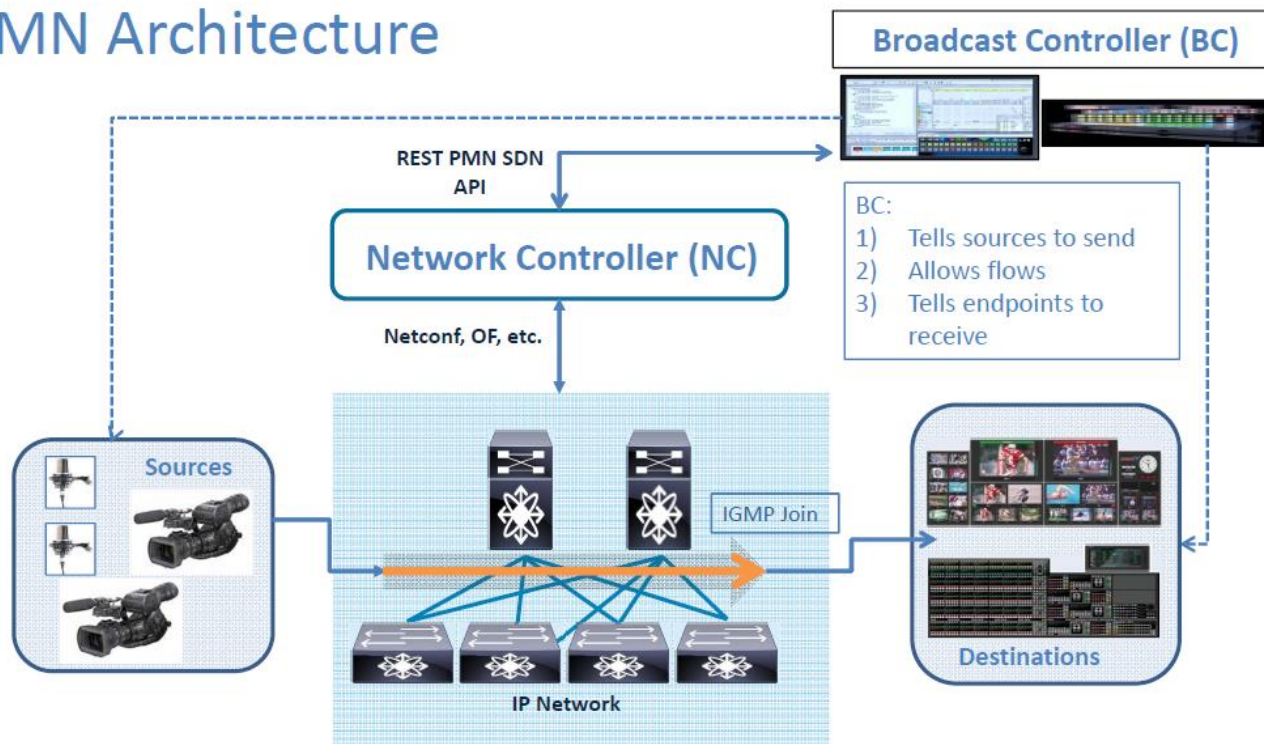 MN Architecture
Broadcast Controller (BC)
REST PMN SDN
API
Network Controller (NC)
BC:
1) Tells sources to send
2) Allows flows
3) Tells endpoints to
receive
Netconf, OF, etc.
Sources
IGMP Join
IP Network
Destinations